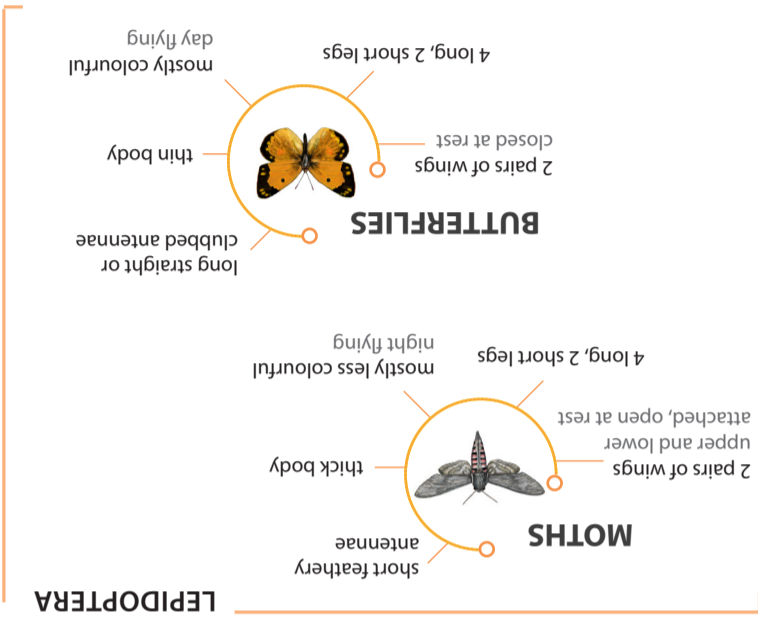 LEPIDOPTERA
MOTHS
short feathery
antennae
thick body
mostly less colourful
night flying
4 long, 2 short legs
2 pairs of wings
upper and lower
attached, open at rest
BUTTERFLIES
long straight or
clubbed antennae
thin body
mostly colourful
day flying
4 long, 2 short legs
2 pairs of wings
closed at rest